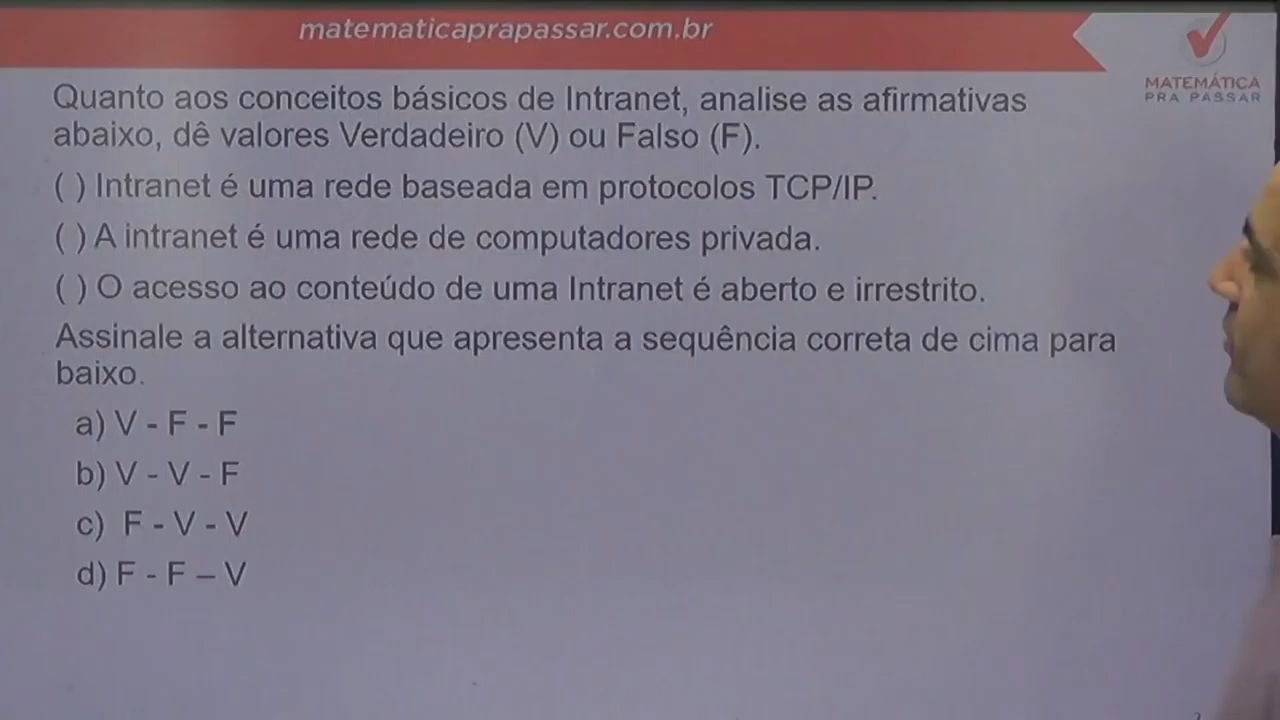 matematicaprapassar.com.br
MATEMÁTICA
PRA PASSAR
Quanto aos conceitos básicos de Intranet, analise as afirmativas
abaixo, dê valores Verdadeiro (V) ou Falso (F).
( ) Intranet é uma rede baseada em protocolos TCP/IP.
( ) A intranet é uma rede de computadores privada.
( ) O acesso ao conteúdo de uma Intranet é aberto e irrestrito.
Assinale a alternativa que apresenta a sequência correta de cima para
baixo.
a) V - F - F
b) V - V - F
c) F - V - V
d) F - F – V